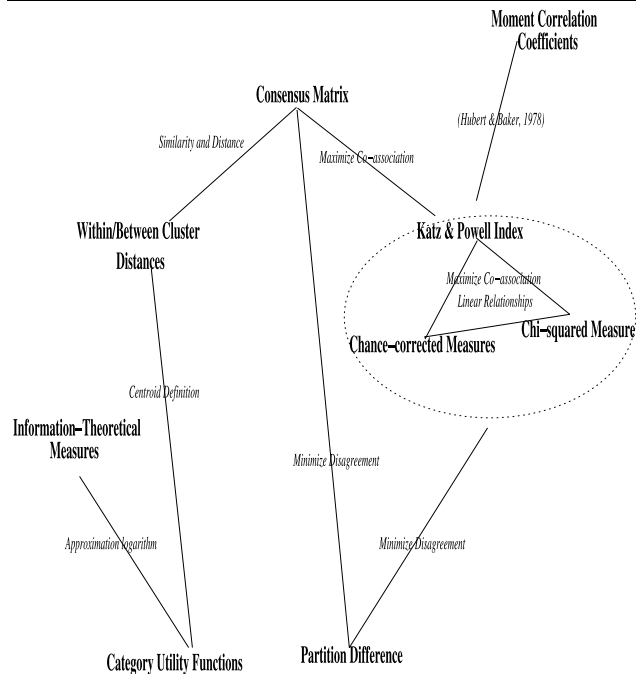 Moment Correlation
Coefficients
Consensus Matrix
(Hubert & Baker, 1978)
Similarity and Distance
Maximize Co-association
Within/Between Cluster
Distances
Katz & Powell Index
Maximize Co-association
Linear Relationships
Chi-squared Measure
Chance-corrected Measures
Centroid Definition
Information-Theoretical
Measures
Minimize Disagreement
Approximation logarithm
Minimize Disagreement
Category Utility Functions
Partition Difference